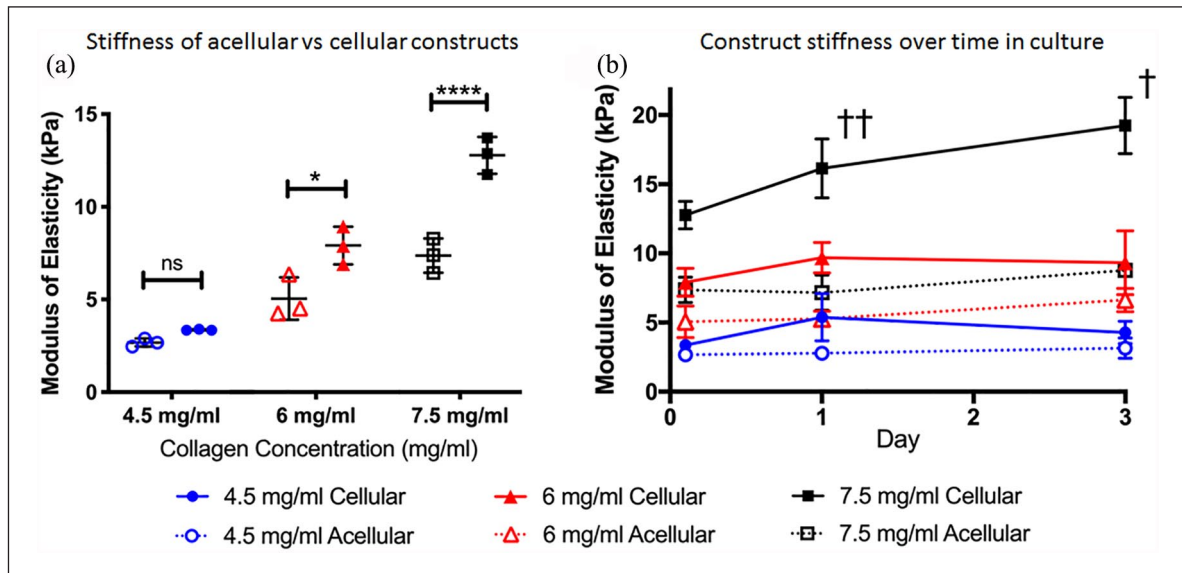 Stiffness of acellular vs cellular constructs
(a)
Modulus of Elasticity (kPa)
15
10
5
0
ns
*
****
4.5 mg/ml
6 mg/ml
7.5 mg/ml
Collagen Concentration (mg/ml)
Construct stiffness over time in culture
(b)
Modulus of Elasticity (kPa)
20
15
10
5
0
††
†
0
1
2
3
Day
4.5 mg/ml Cellular
6 mg/ml Cellular
7.5 mg/ml Cellular
4.5 mg/ml Acellular
6 mg/ml Acellular
7.5 mg/ml Acellular